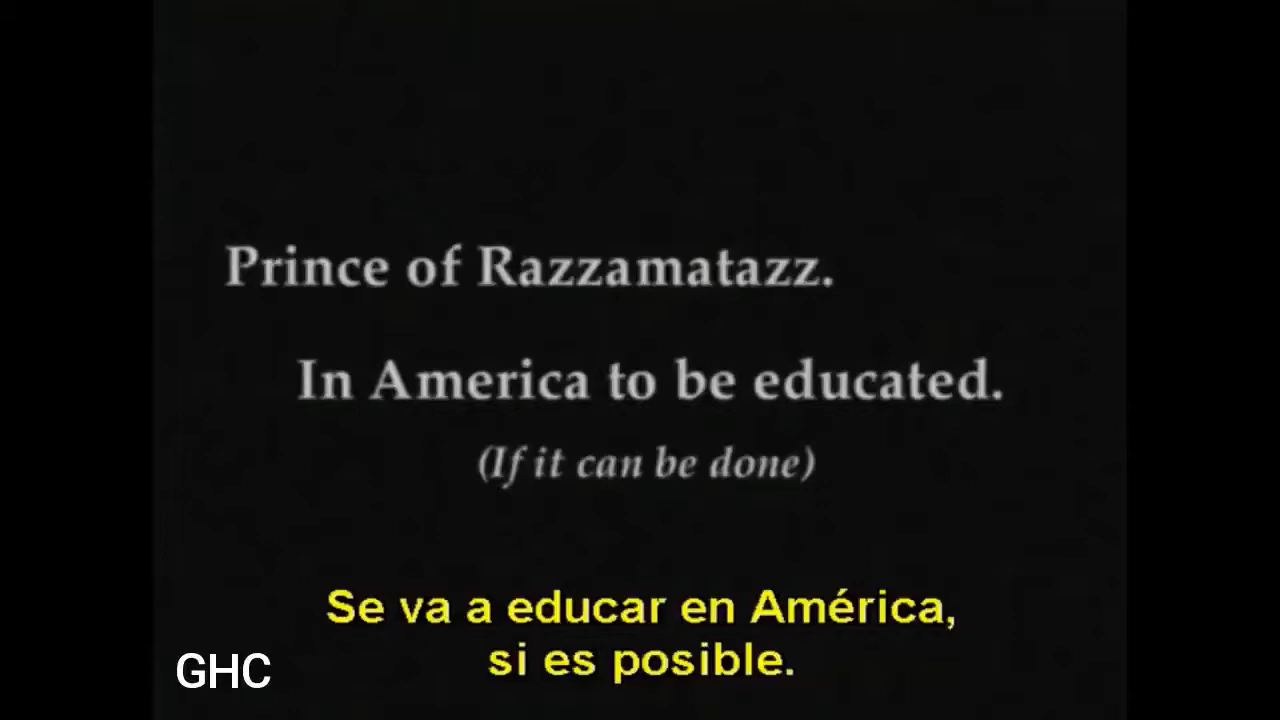 Prince of Razzamatazz.
In America to be educated.
(If it can be done)
Se va a educar en América,
si es posible.
GHC